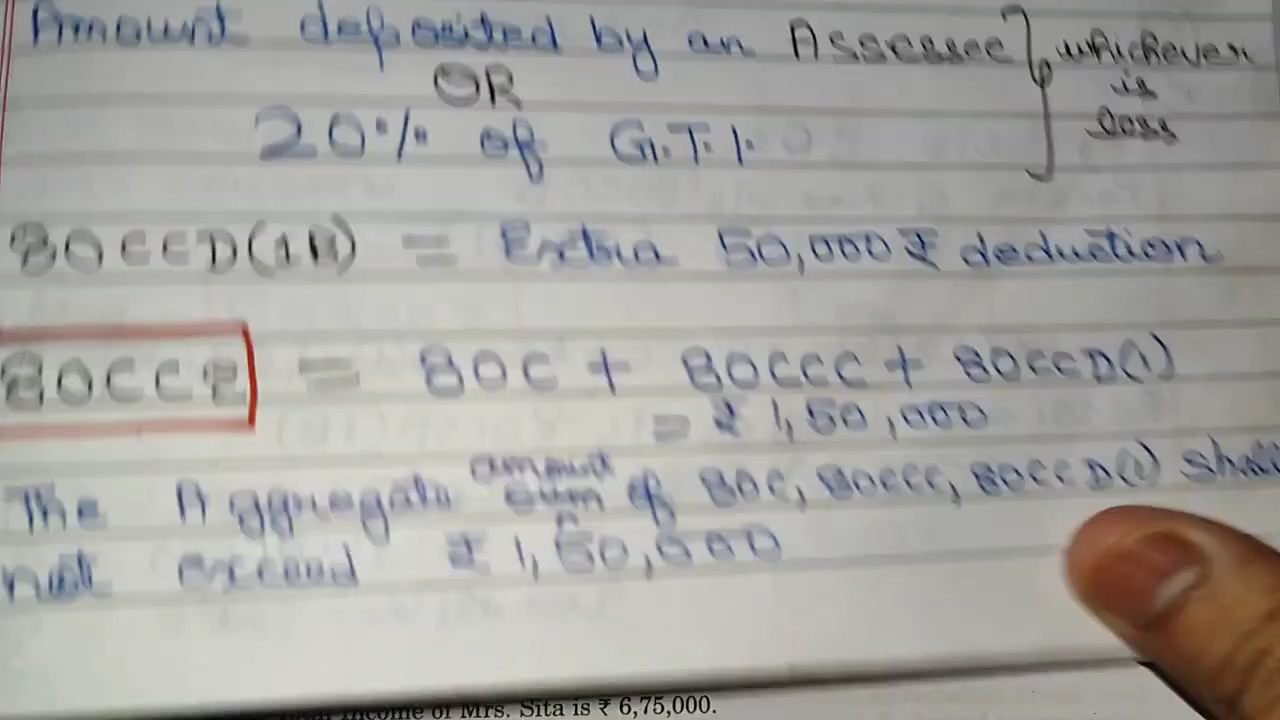 Amount deposited by an Assessee whichever
OR is
20% of G.T.I. less
80CCD(1B) = Extra 50,000 ₹ deduction
80CCE = 80C + 80CCC + 80CCD(1)
= ₹ 1,50,000
amount
The Aggregate sum of 80C, 80CCC, 80CCD(1) shall
not exceed ₹ 1,50,000
Income of Mrs. Sita is ₹ 6,75,000.